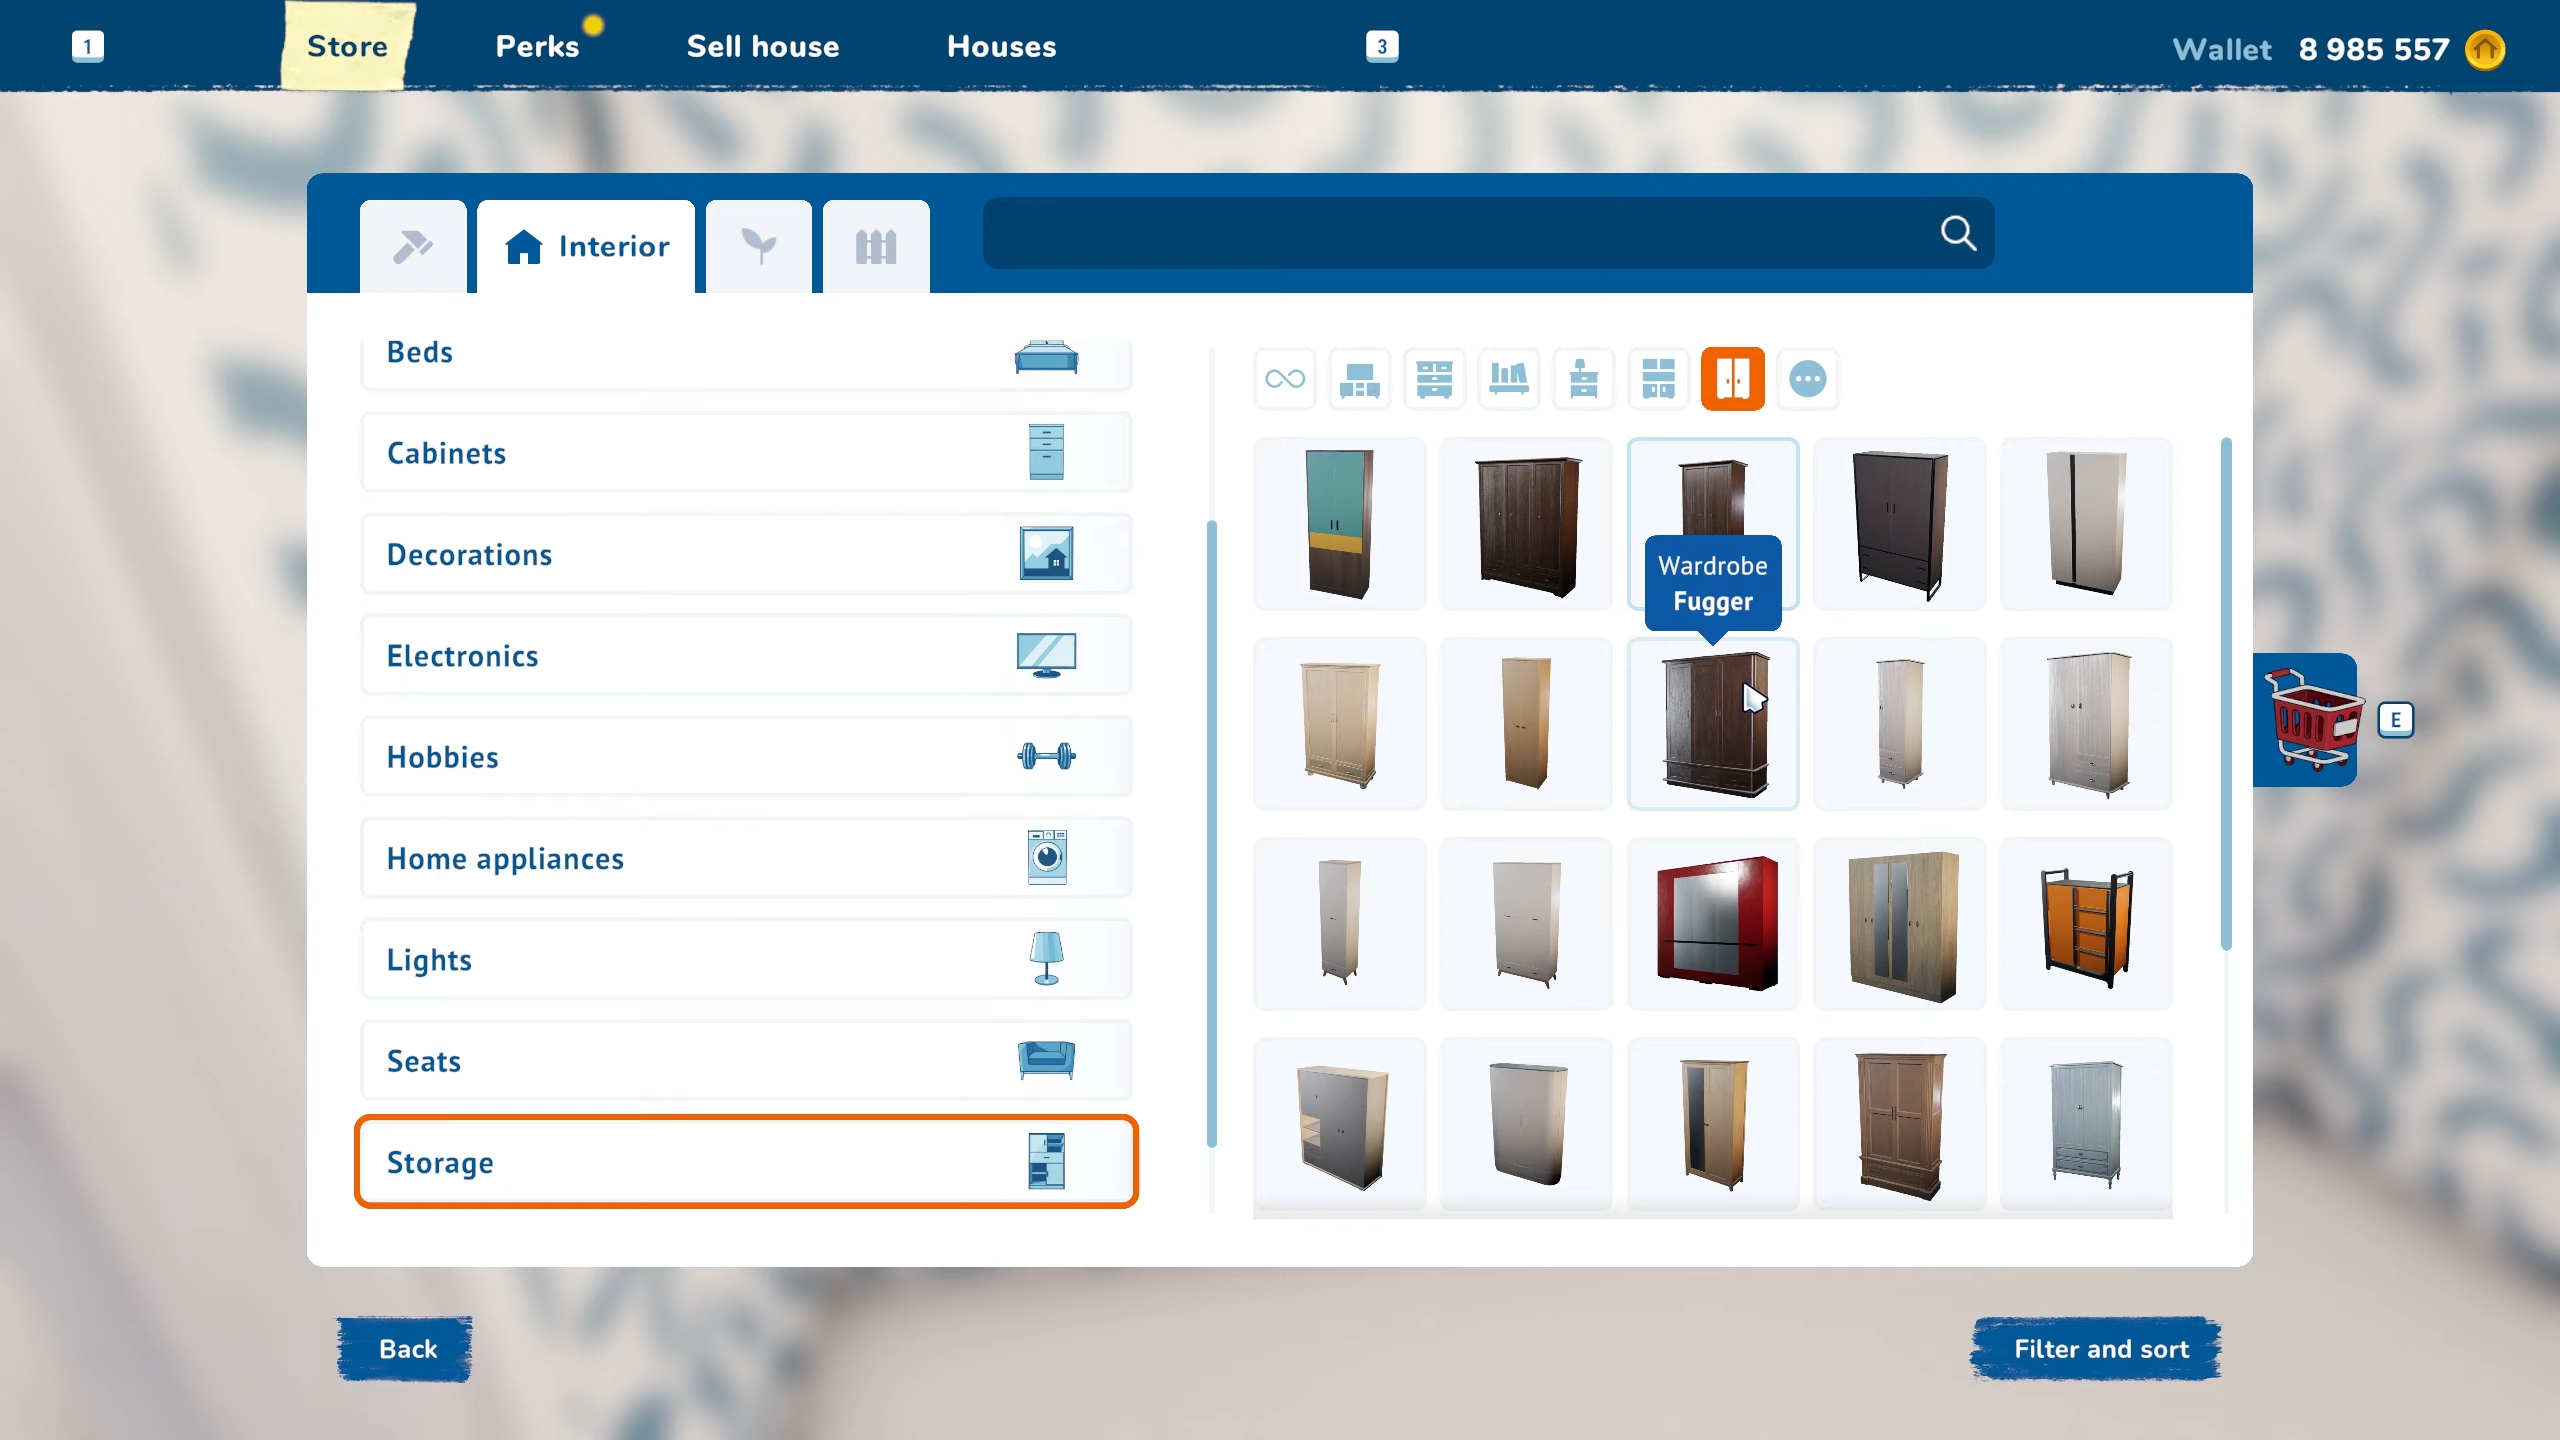 1
Store
Perks
Sell house
Houses
3
Wallet 8 985 557
Interior
Beds
Cabinets
Decorations
Electronics
Hobbies
Home appliances
Lights
Seats
Storage
Wardrobe
Fugger
E
Back
Filter and sort